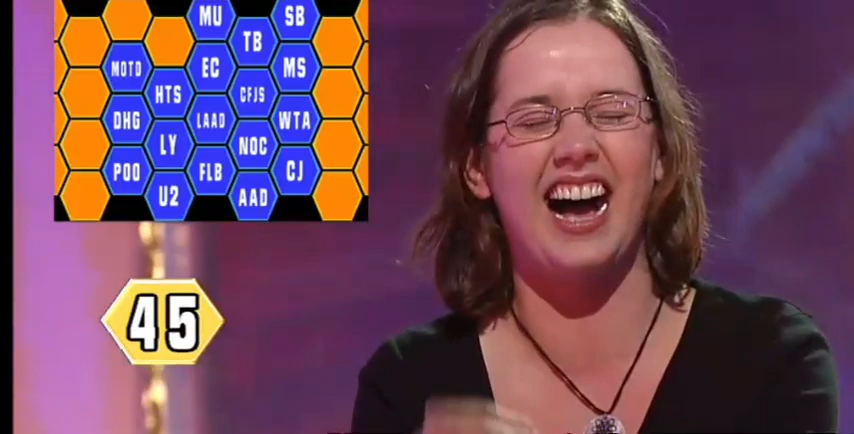 MU
SB
TB
MOTD
EC
MS
HTS
CFJS
DHG
LAAD
WTA
LY
NOC
POO
FLB
CJ
U2
AAD
45